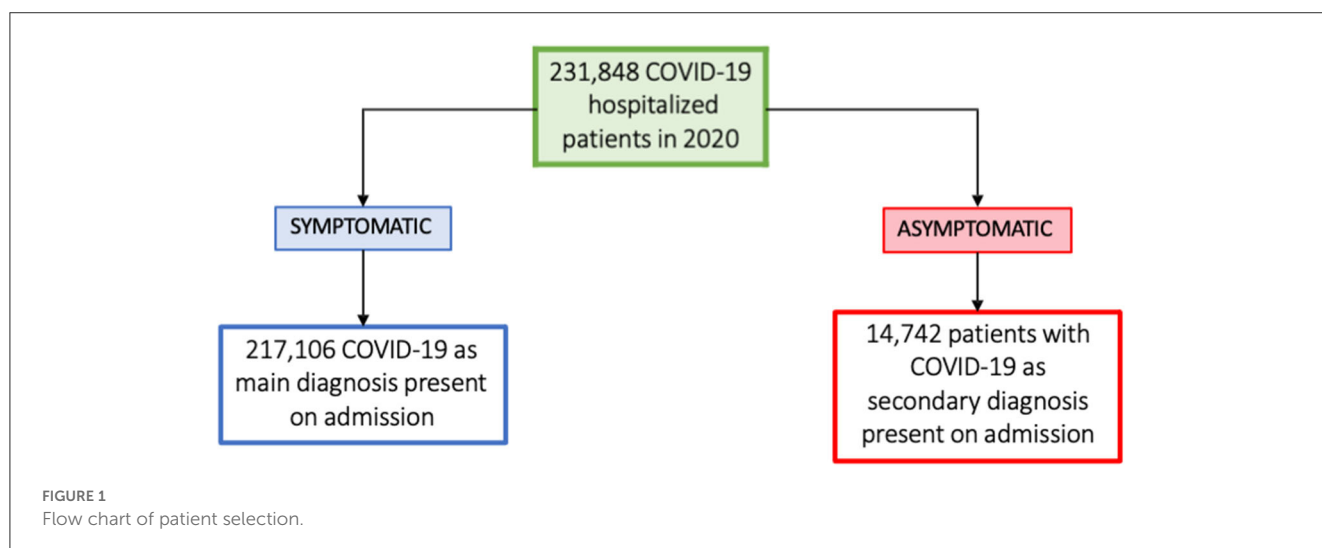 231,848 COVID-19
hospitalized
patients in 2020
SYMPTOMATIC
ASYMPTOMATIC
217,106 COVID-19 as
main diagnosis present
on admission
14,742 patients with
COVID-19 as
secondary diagnosis
present on admission
FIGURE 1
Flow chart of patient selection.